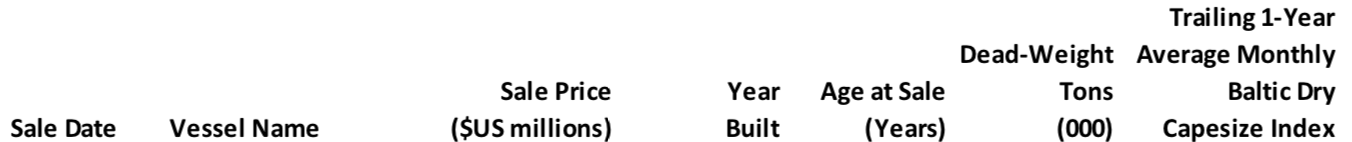 Trailing 1-Year
Dead-Weight Average Monthly
Sale Price Year Age at Sale Tons Baltic Dry
Sale Date Vessel Name ($US millions) Built (Years) (000) Capesize Index